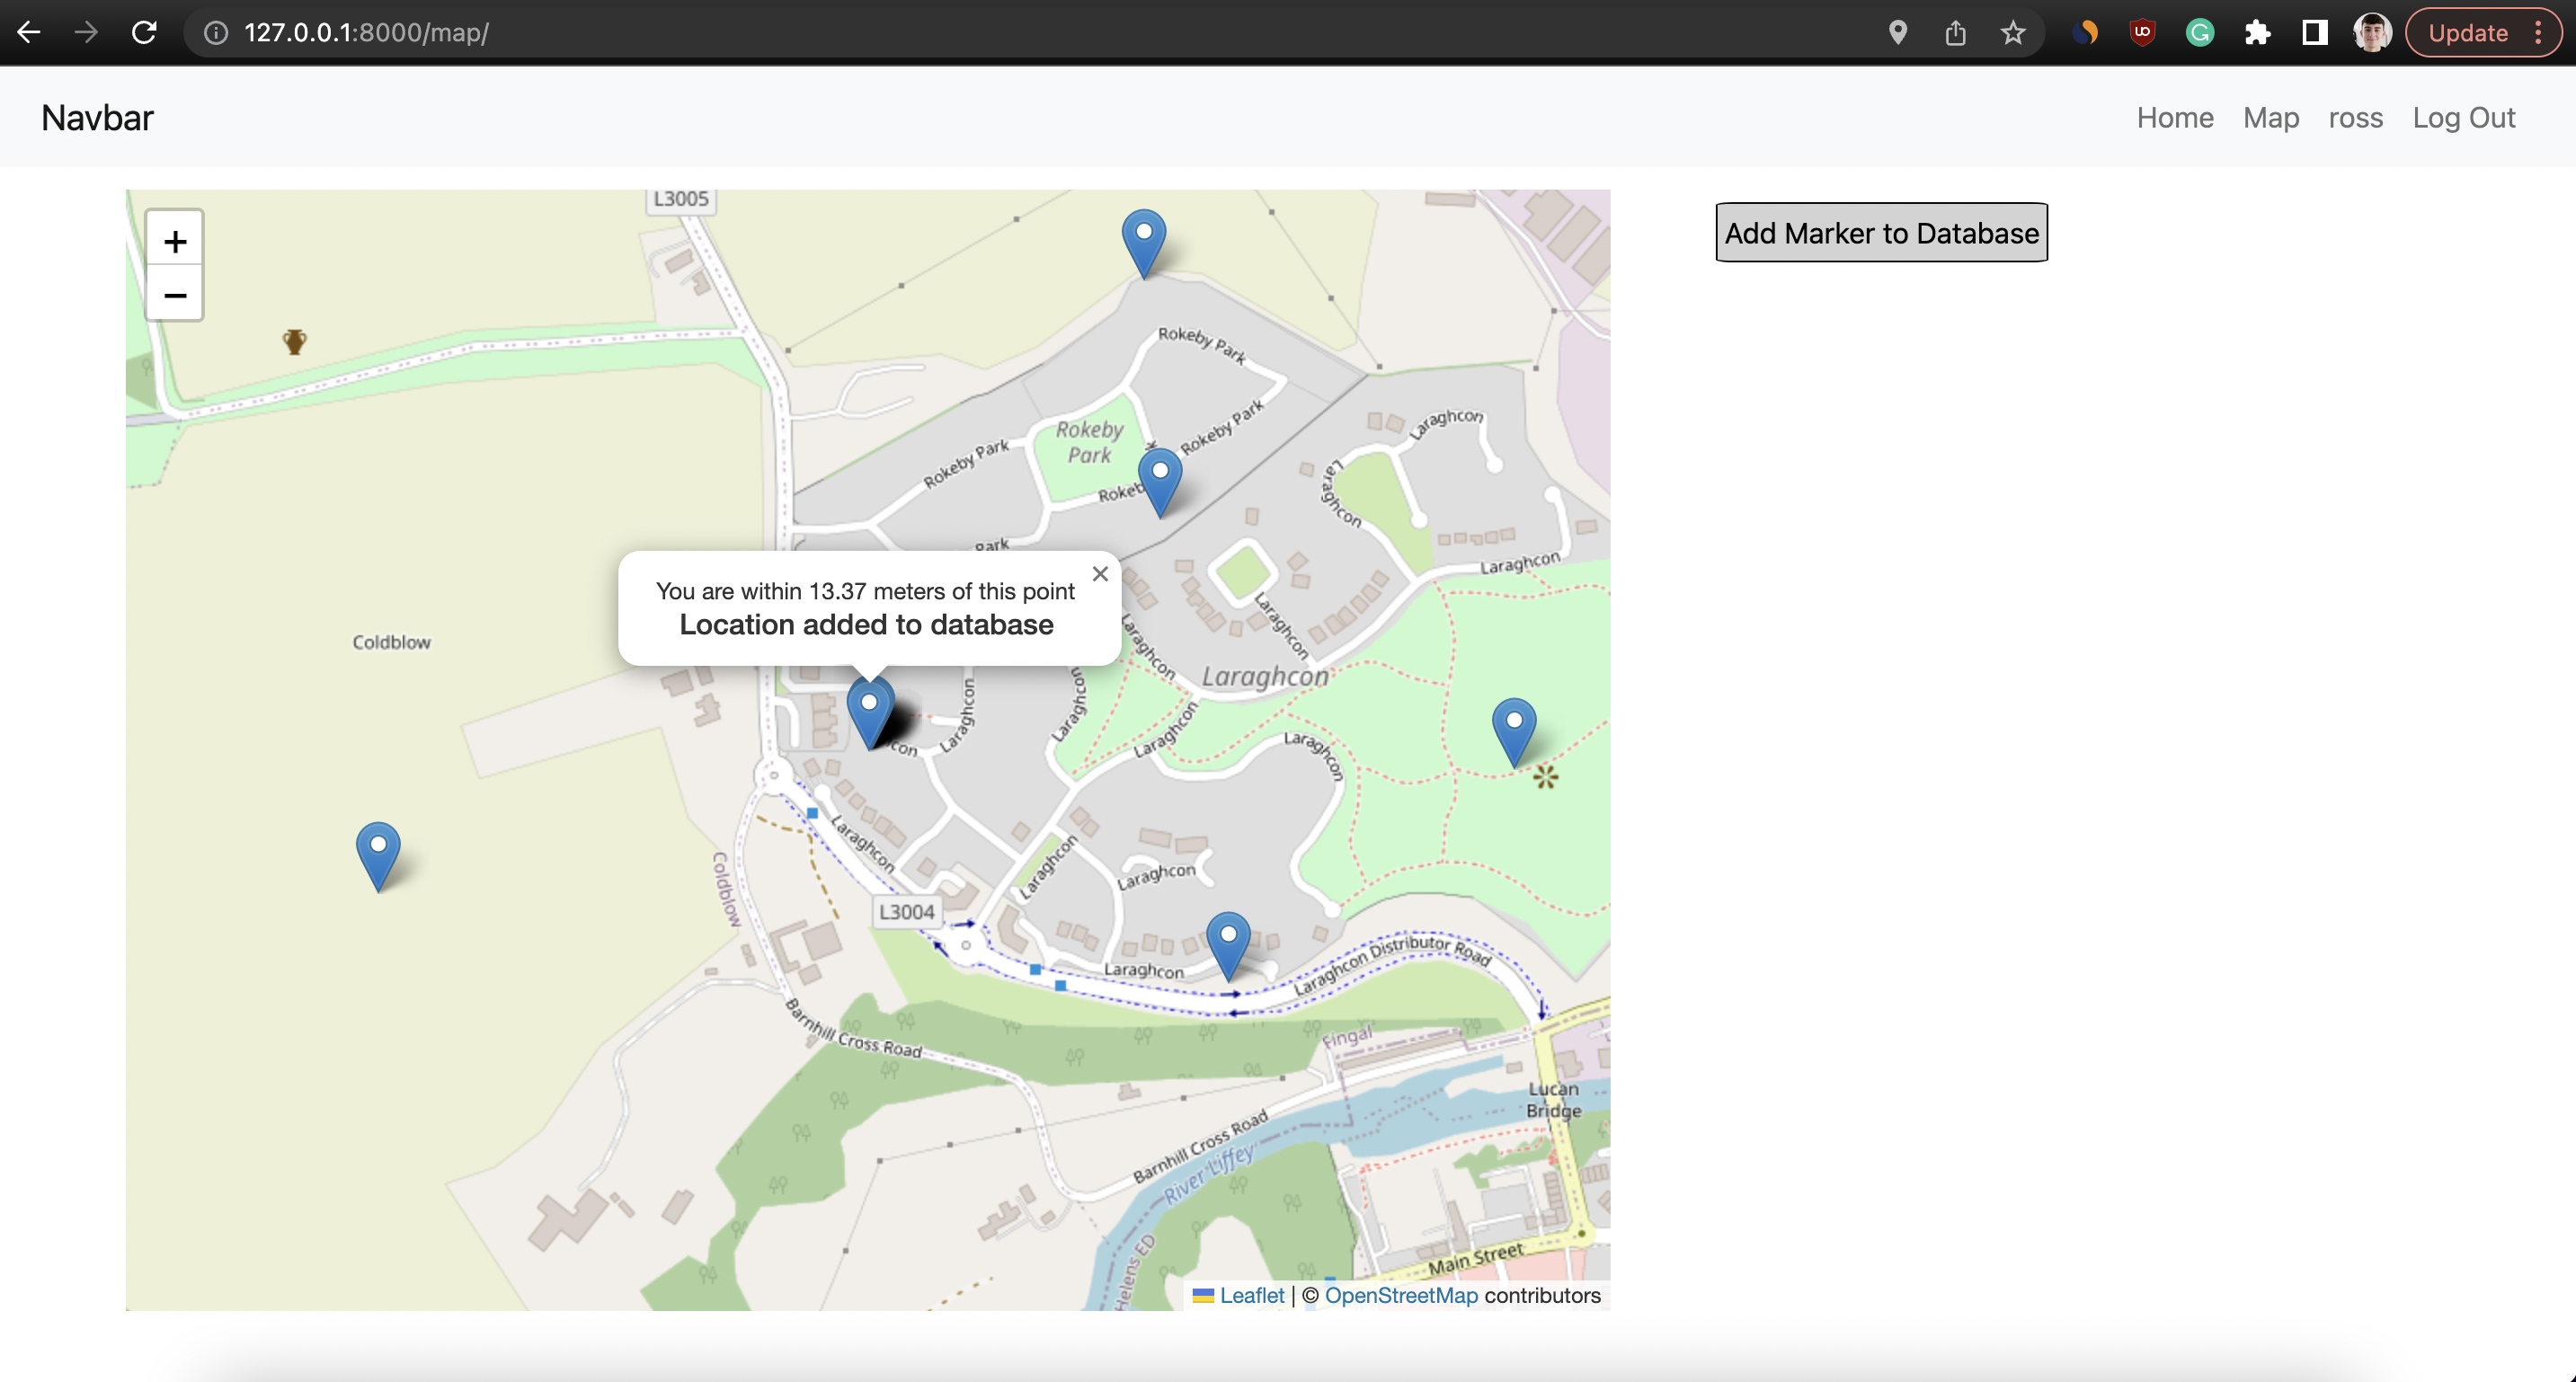 127.0.0.1:8000/map/
Update
Navbar
Home Map ross Log Out
Add Marker to Database
+
−
L3005
Rokeby Park
Rokeby
Park
Rokeby Park
Rokeby Park
Laraghcon
Laraghcon
Laraghcon
You are within 13.37 meters of this point
Location added to database
×
Coldblow
Laraghcon
Laraghcon
Laraghcon
Laraghcon
Laraghcon
Laraghcon
Laraghcon
Laraghcon
Coldblow
Laraghcon
Laraghcon
L3004
Laraghcon
Laraghcon Distributor Road
Barnhill Cross Road
Fingal
Lucan
Bridge
Barnhill Cross Road
River Liffey
Helens ED
Main Street
Leaflet | © OpenStreetMap contributors